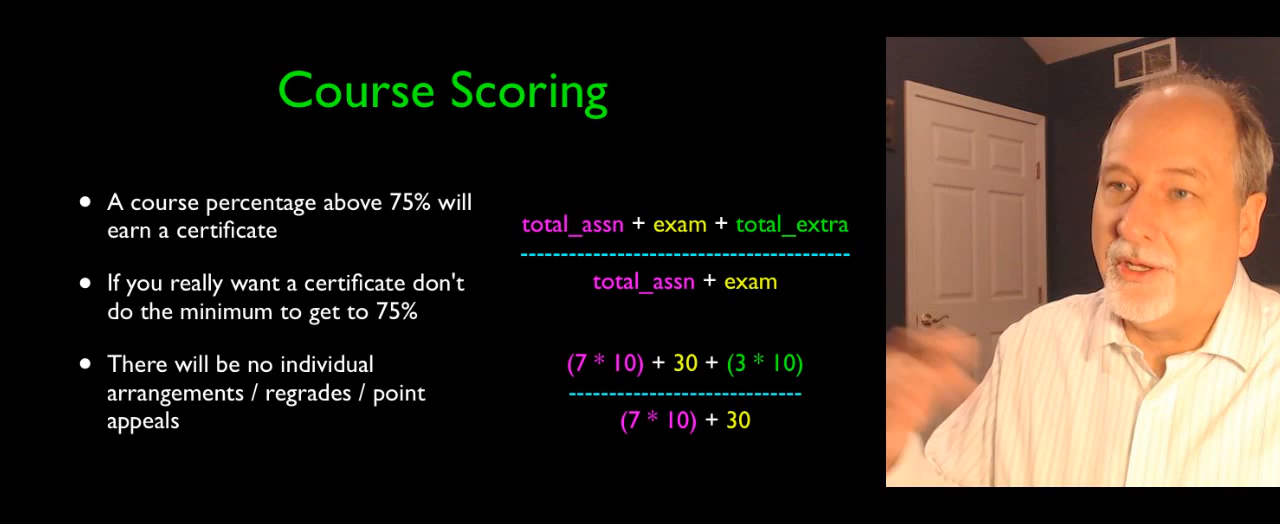 Course Scoring
• A course percentage above 75% will
earn a certificate
• If you really want a certificate don't
do the minimum to get to 75%
• There will be no individual
arrangements / regrades / point
appeals
total_assn + exam + total_extra
-----------------------------------------
total_assn + exam
(7 * 10) + 30 + (3 * 10)
-----------------------------
(7 * 10) + 30